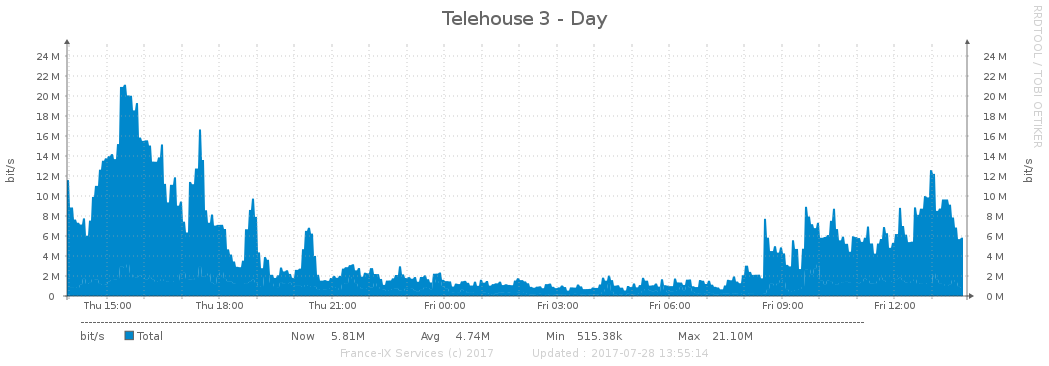 Telehouse 3 - Day
RRDTOOL / TOBI OETIKER
bit/s
24 M 24 M
22 M 22 M
20 M 20 M
18 M 18 M
16 M 16 M
14 M 14 M
12 M 12 M
10 M 10 M
8 M 8 M
6 M 6 M
4 M 4 M
2 M 2 M
0 0 M
bit/s
Thu 15:00 Thu 18:00 Thu 21:00 Fri 00:00 Fri 03:00 Fri 06:00 Fri 09:00 Fri 12:00
bit/s Total Now 5.81M Avg 4.74M Min 515.38k Max 21.10M
France-IX Services (c) 2017 Updated : 2017-07-28 13:55:14